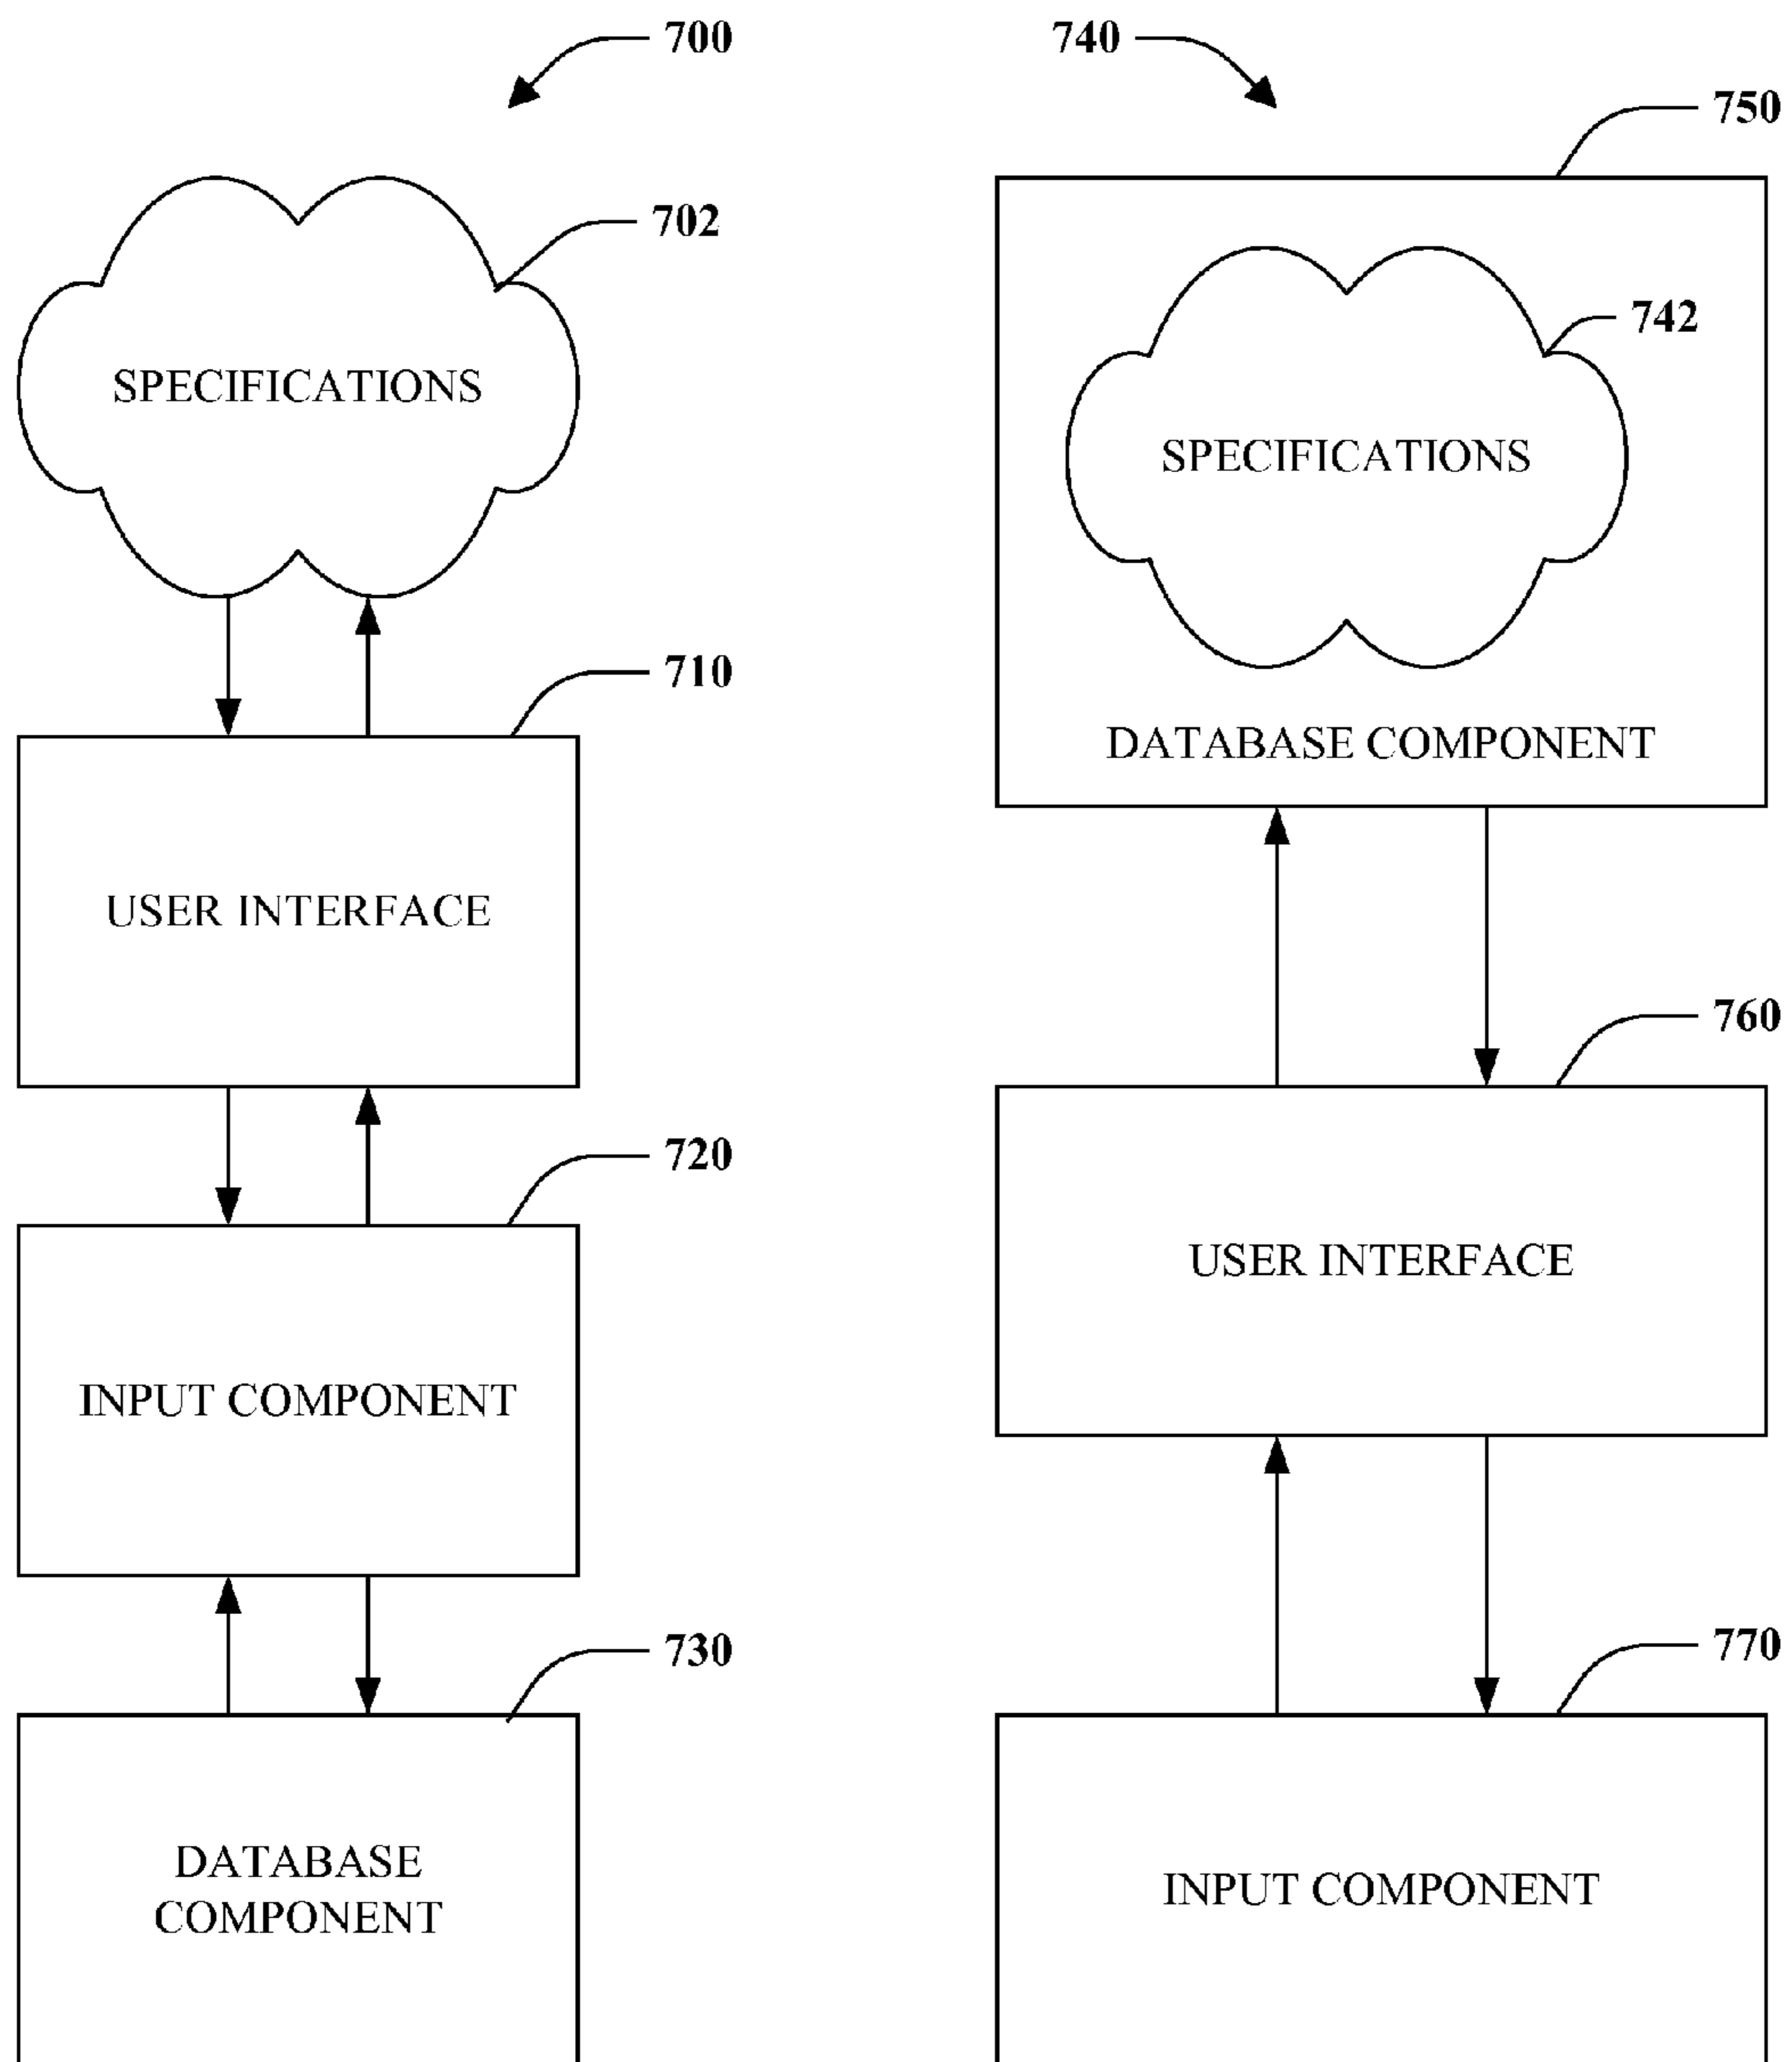 700
702
SPECIFICATIONS
710
USER INTERFACE
720
INPUT COMPONENT
730
DATABASE
COMPONENT
740
750
742
SPECIFICATIONS
DATABASE COMPONENT
760
USER INTERFACE
770
INPUT COMPONENT